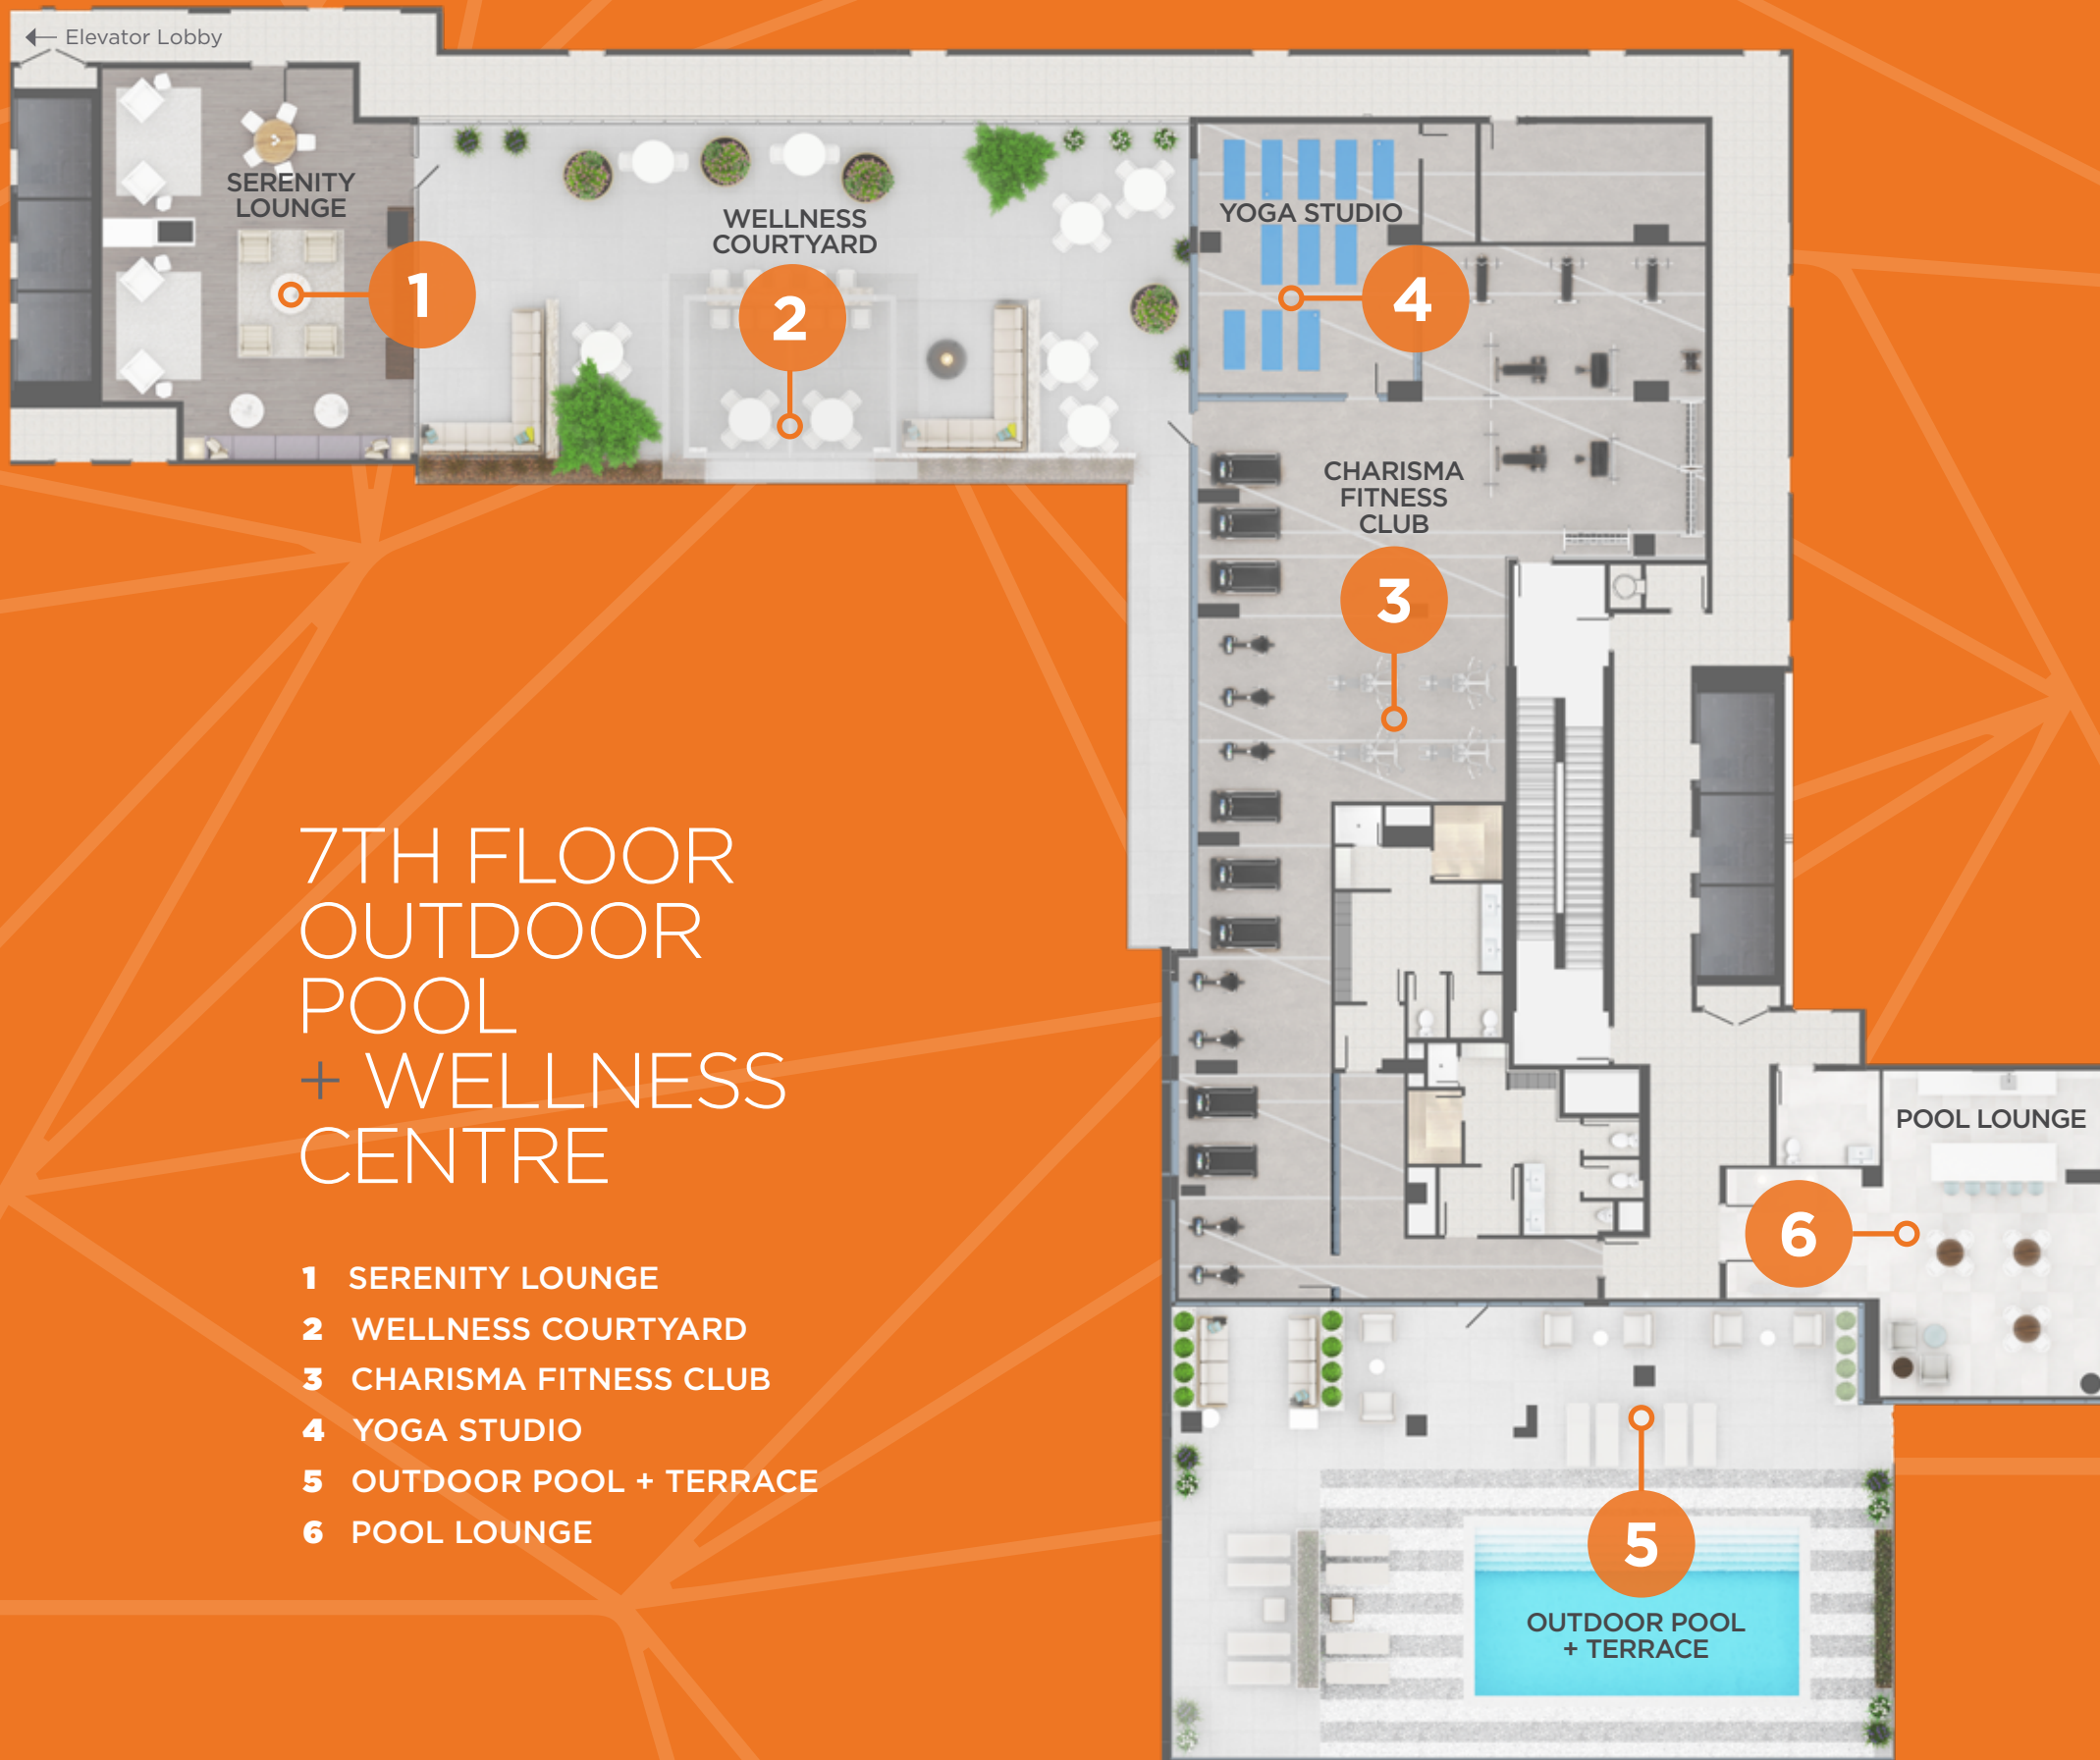 Elevator Lobby
SERENITY
LOUNGE
1
WELLNESS
COURTYARD
2
YOGA STUDIO
4
CHARISMA
FITNESS
CLUB
3
7TH FLOOR
OUTDOOR
POOL
+ WELLNESS
CENTRE
1 SERENITY LOUNGE
2 WELLNESS COURTYARD
3 CHARISMA FITNESS CLUB
4 YOGA STUDIO
5 OUTDOOR POOL + TERRACE
6 POOL LOUNGE
POOL LOUNGE
6
5
OUTDOOR POOL
+ TERRACE